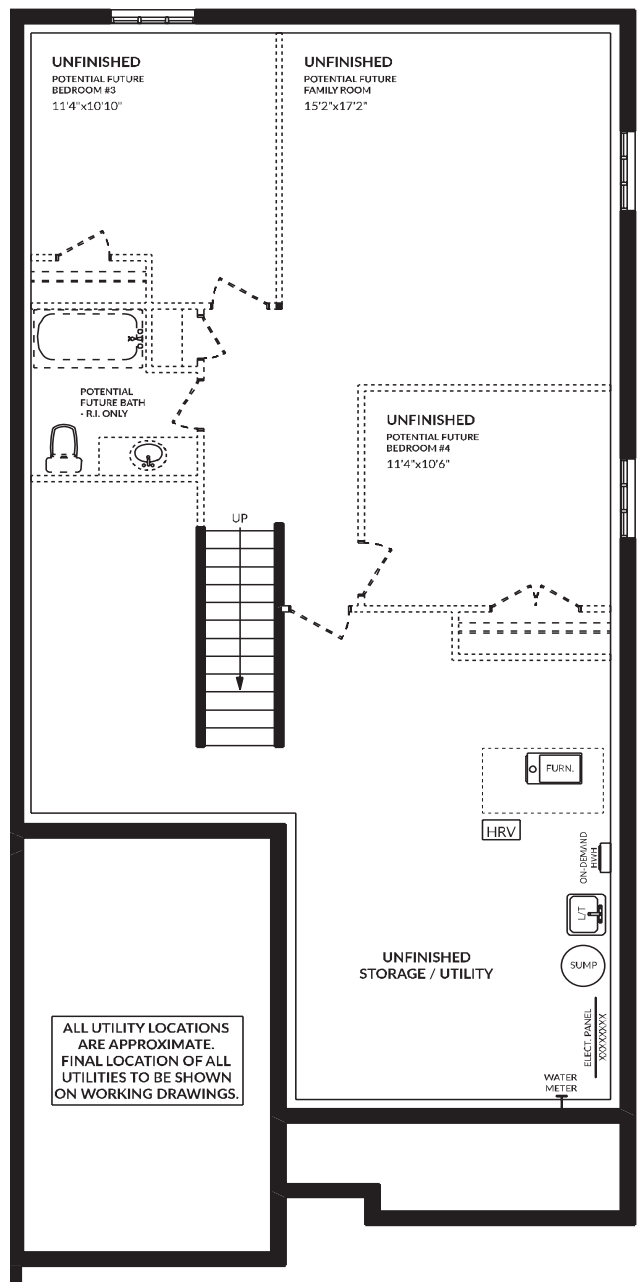 UNFINISHED
POTENTIAL FUTURE
BEDROOM #3
11'4"x10'10"
UNFINISHED
POTENTIAL FUTURE
FAMILY ROOM
15'2"x17'2"
POTENTIAL
FUTURE BATH
- R.I. ONLY
UNFINISHED
POTENTIAL FUTURE
BEDROOM #4
11'4"x10'6"
UP
FURN.
HRV
ON-DEMAND
HWH
L/T
UNFINISHED
STORAGE / UTILITY
SUMP
ELECT. PANEL
XXXXXXXX
ALL UTILITY LOCATIONS
ARE APPROXIMATE.
FINAL LOCATION OF ALL
UTILITIES TO BE SHOWN
ON WORKING DRAWINGS.
WATER
METER